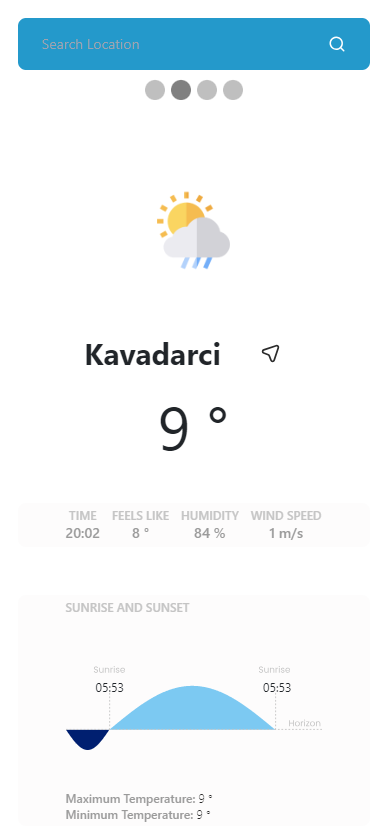 Search Location
Kavadarci
9 °
TIME FEELS LIKE HUMIDITY WIND SPEED
20:02 8 ° 84 % 1 m/s
SUNRISE AND SUNSET
Sunrise Sunrise
05:53 05:53
Horizon
Maximum Temperature: 9 °
Minimum Temperature: 9 °